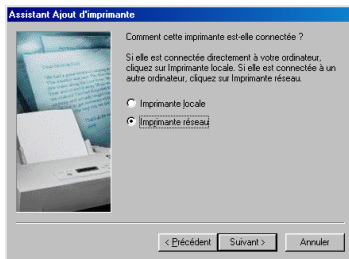 Assistant Ajout d'imprimante
Comment cette imprimante est-elle connectée ?
Si elle est connectée directement à votre ordinateur,
cliquez sur Imprimante locale. Si elle est connectée à un
autre ordinateur, cliquez sur Imprimante réseau.
Imprimante locale
Imprimante réseau
< Précédent
Suivant >
Annuler